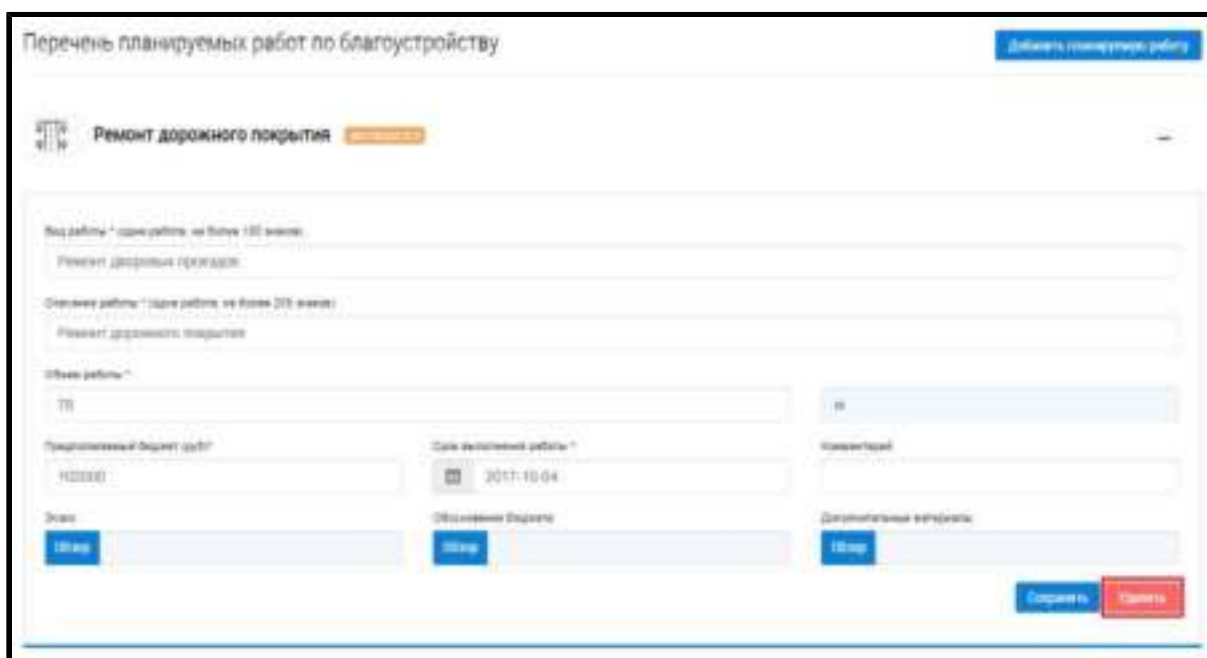 Перечень планируемых работ по благоустройству
Добавить планируемую работу
Ремонт дорожного покрытия
Вид работы * (одна работа, не более 100 знаков)
Ремонт дворовых проездов
Описание работы * (одна работа, не более 255 знаков)
Ремонт дорожного покрытия
Объем работы *
м
Предполагаемый бюджет (руб)*
Срок выполнения работы *
Комментарий
2017-10-04
Эскиз
Обоснование бюджета
Дополнительные материалы
Обзор
Обзор
Обзор
Сохранить
Удалить